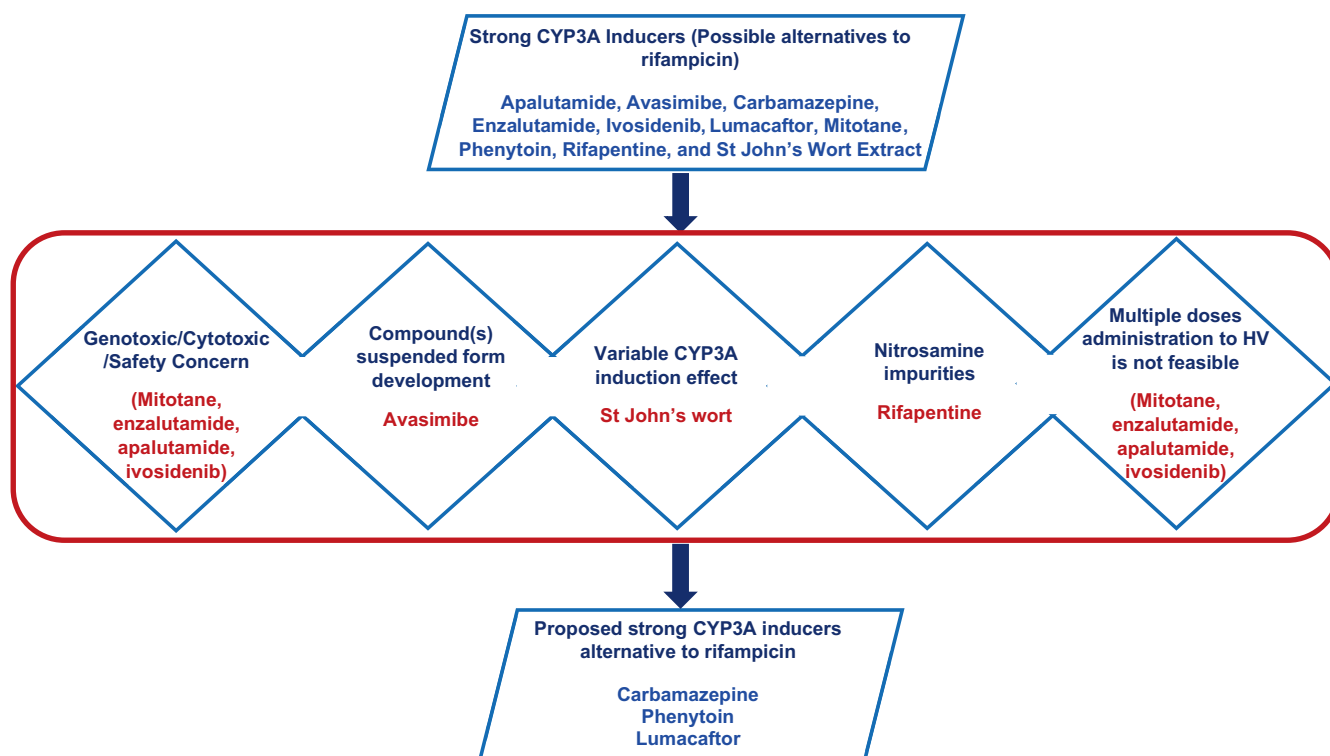 Strong CYP3A Inducers (Possible alternatives to
rifampicin)
Apalutamide, Avasimibe, Carbamazepine,
Enzalutamide, Ivosidenib, Lumacaftor, Mitotane,
Phenytoin, Rifapentine, and St John’s Wort Extract
Genotoxic/Cytotoxic
/Safety Concern
(Mitotane,
enzalutamide,
apalutamide,
ivosidenib)
Compound(s)
suspended form
development
Avasimibe
Variable CYP3A
induction effect
St John’s wort
Nitrosamine
impurities
Rifapentine
Multiple doses
administration to HV
is not feasible
(Mitotane,
enzalutamide,
apalutamide,
ivosidenib)
Proposed strong CYP3A inducers
alternative to rifampicin
Carbamazepine
Phenytoin
Lumacaftor